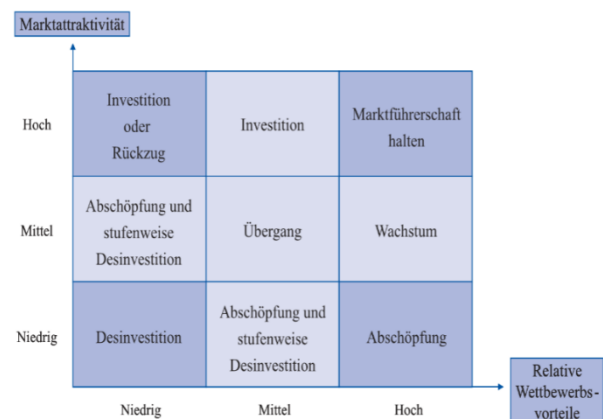 Marktattraktivität
Hoch
Investition
oder
Rückzug
Investition
Marktführerschaft
halten
Mittel
Abschöpfung und
stufenweise
Desinvestition
Übergang
Wachstum
Niedrig
Desinvestition
Abschöpfung und
stufenweise
Desinvestition
Abschöpfung
Niedrig
Mittel
Hoch
Relative
Wettbewerbs-
vorteile